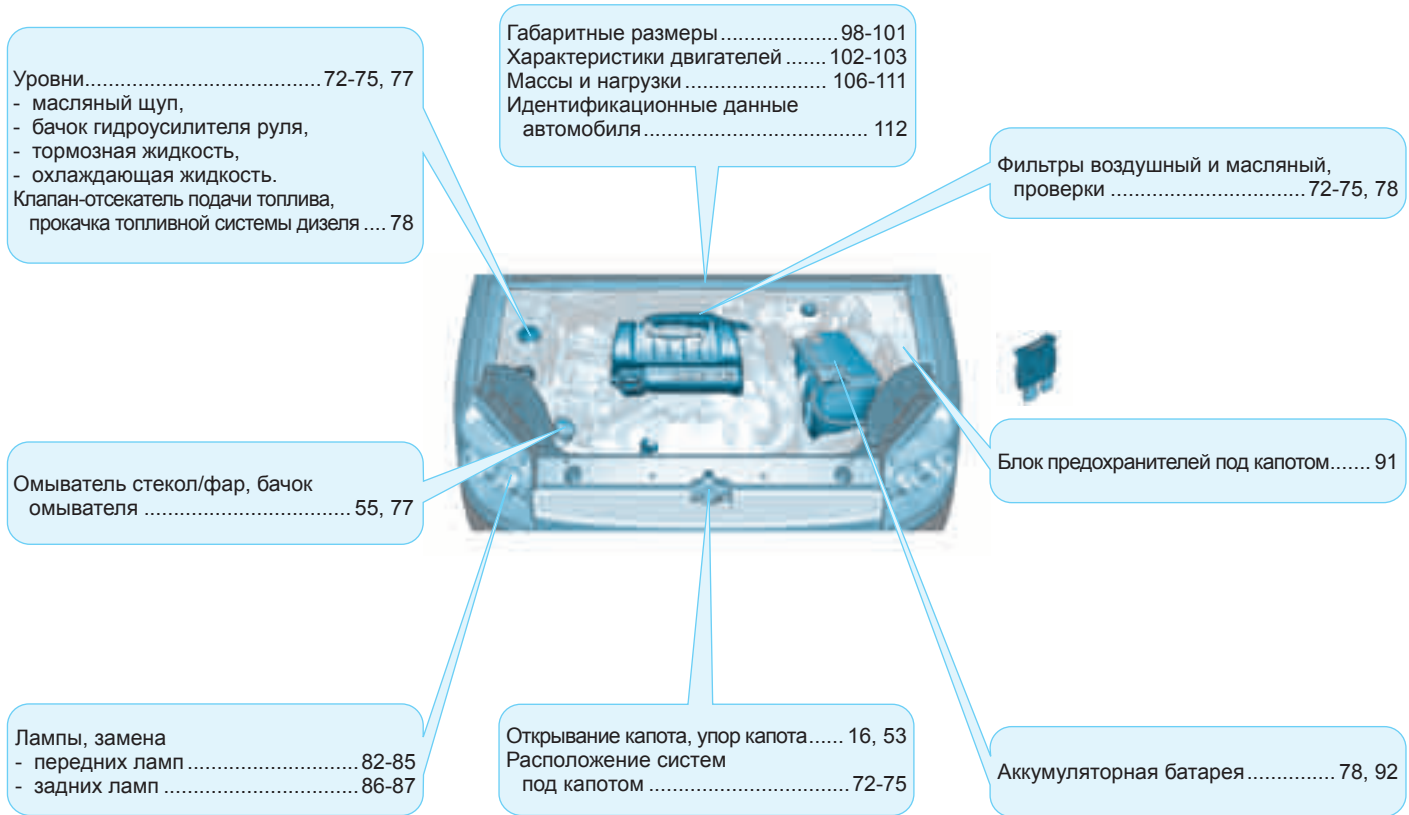 Уровни....................................72-75, 77
- масляный щуп,
- бачок гидроусилителя руля,
- тормозная жидкость,
- охлаждающая жидкость.
Клапан-отсекатель подачи топлива,
прокачка топливной системы дизеля .... 78
Габаритные размеры.................... 98-101
Характеристики двигателей ....... 102-103
Массы и нагрузки........................ 106-111
Идентификационные данные
автомобиля.................................... 112
Фильтры воздушный и масляный,
проверки ...............................72-75, 78
Омыватель стекол/фар, бачок
омывателя ................................. 55, 77
Блок предохранителей под капотом....... 91
Лампы, замена
- передних ламп ............................82-85
- задних ламп ................................86-87
Открывание капота, упор капота...... 16, 53
Расположение систем
под капотом ................................72-75
Аккумуляторная батарея................78, 92